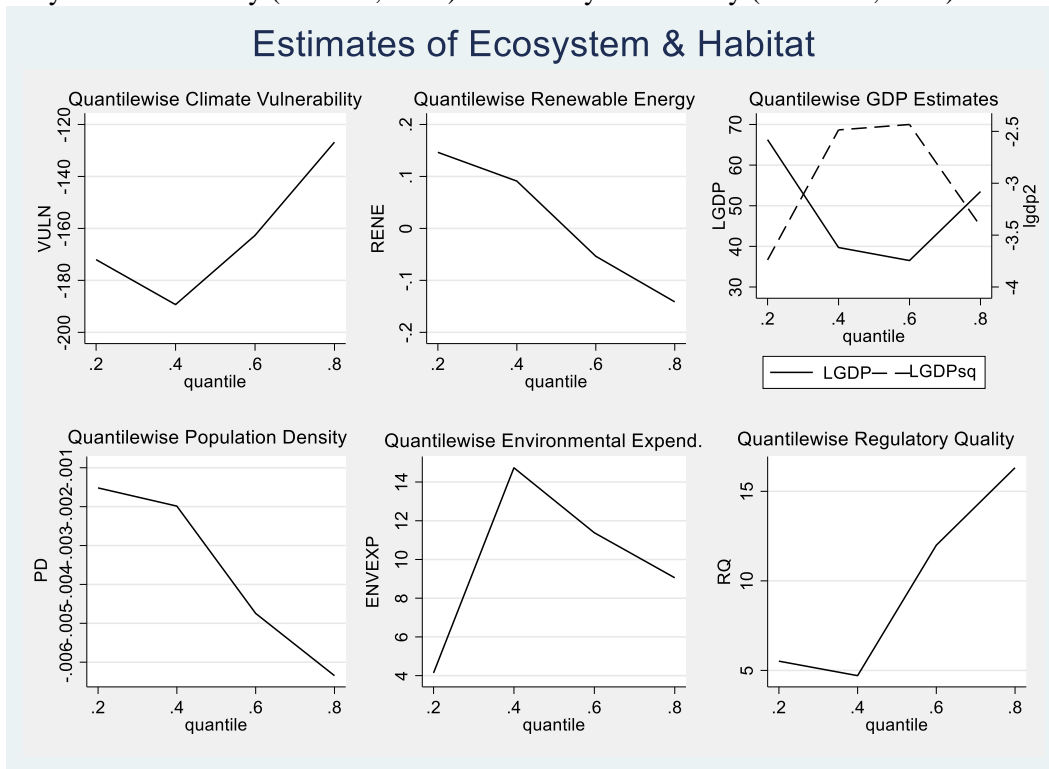 Estimates of Ecosystem & Habitat
Quantilewise Climate Vulnerability
VULN
-120
-140
-160
-180
-200
.2 .4 .6 .8
quantile
Quantilewise Renewable Energy
RENE
.2
.1
0
-.1
-.2
.2 .4 .6 .8
quantile
Quantilewise GDP Estimates
LGDP
70
60
50
40
30
-2.5
-3
-3.5
-4
lgdp2
.2 .4 .6 .8
quantile
LGDP LGDPsq
Quantilewise Population Density
PD
-.001
-.002
-.003
-.004
-.005
-.006
.2 .4 .6 .8
quantile
Quantilewise Environmental Expend.
ENVEXP
14
12
10
8
6
4
.2 .4 .6 .8
quantile
Quantilewise Regulatory Quality
RQ
15
10
5
.2 .4 .6 .8
quantile